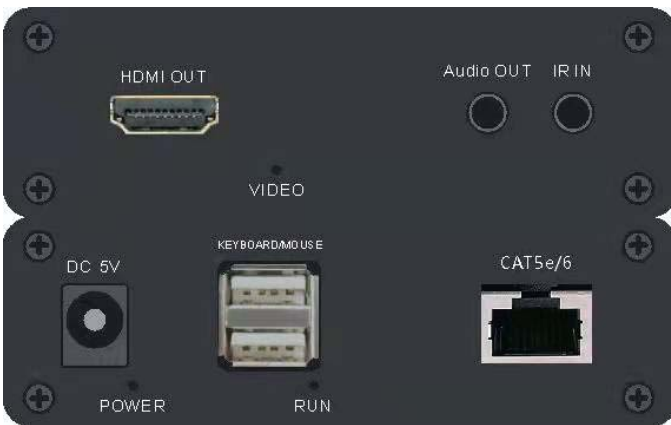 HDMI OUT
Audio OUT
IR IN
VIDEO
KEYBOARD/MOUSE
DC 5V
CAT5e/6
POWER
RUN